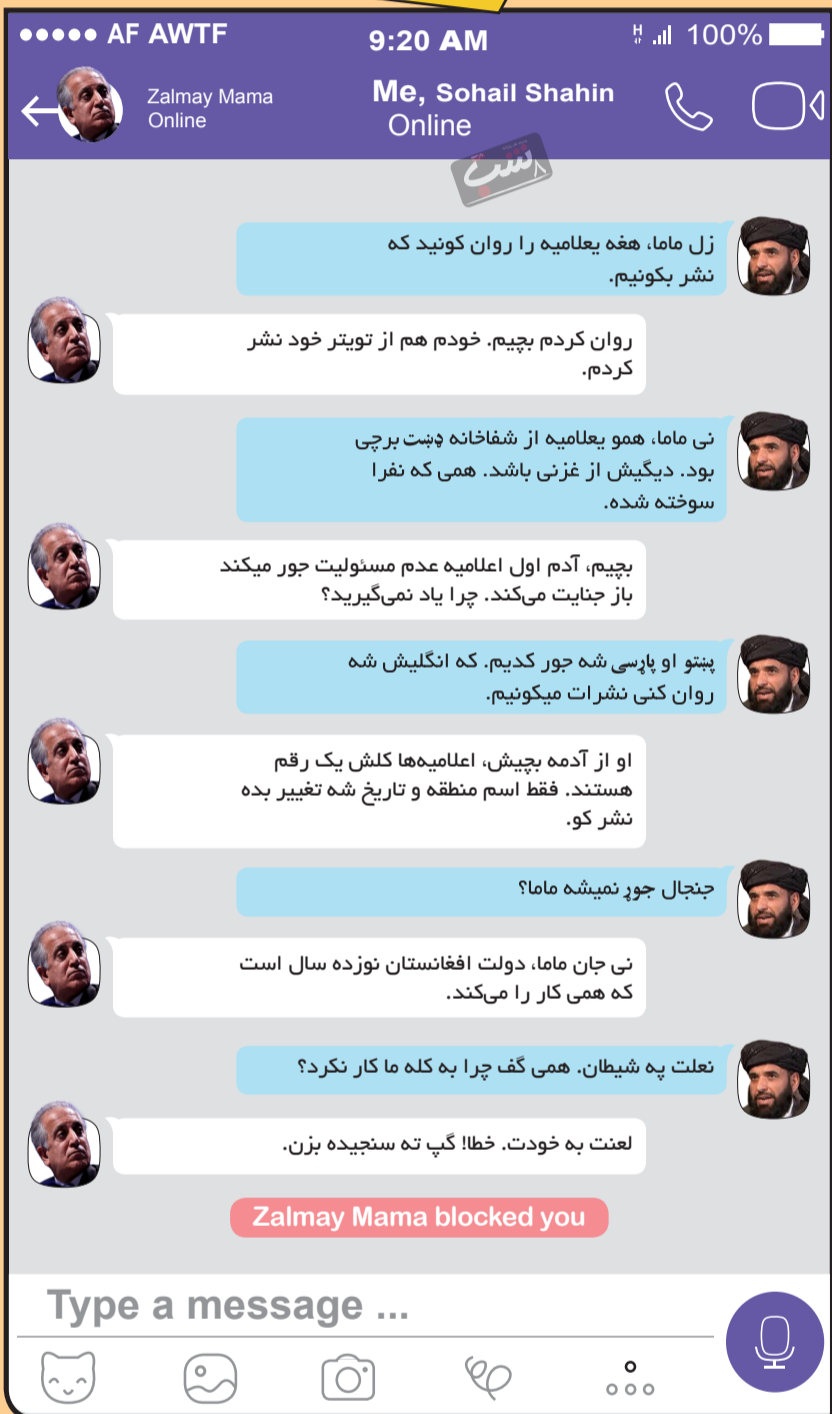 AF AWTF
9:20 AM
100%
Zalmay Mama
Online
Me, Sohail Shahin
Online
زل ماما، هغه یعلامیه را روان کونید که
نشر بکونیم.
روان کردم بچیم. خودم هم از تویتر خود نشر
کردم.
نی ماما، همو یعلامیه از شفاخانه ډښت برچی
بود. دیگیش از غزنی باشد. همی که نفرا
سوخته شده.
بچیم، آدم اول اعلامیه عدم مسئولیت جور میکند
باز جنایت می‌کند. چرا یاد نمی‌گیرید؟
پښتو او پاړسی شه جور کدیم. که انگلیش شه
روان کنی نشرات میکونیم.
او از آدمه بچیش، اعلامیه‌ها کلش یک رقم
هستند. فقط اسم منطقه و تاریخ شه تغییر بده
نشر کو.
جنجال جوړ نمیشه ماما؟
نی جان ماما، دولت افغانستان نوزده سال است
که همی کار را می‌کند.
نعلت په شیطان. همی گف چرا به کله ما کار نکرد؟
لعنت به خودت. خطا! گپ ته سنجیده بزن.
Zalmay Mama blocked you
Type a message ...